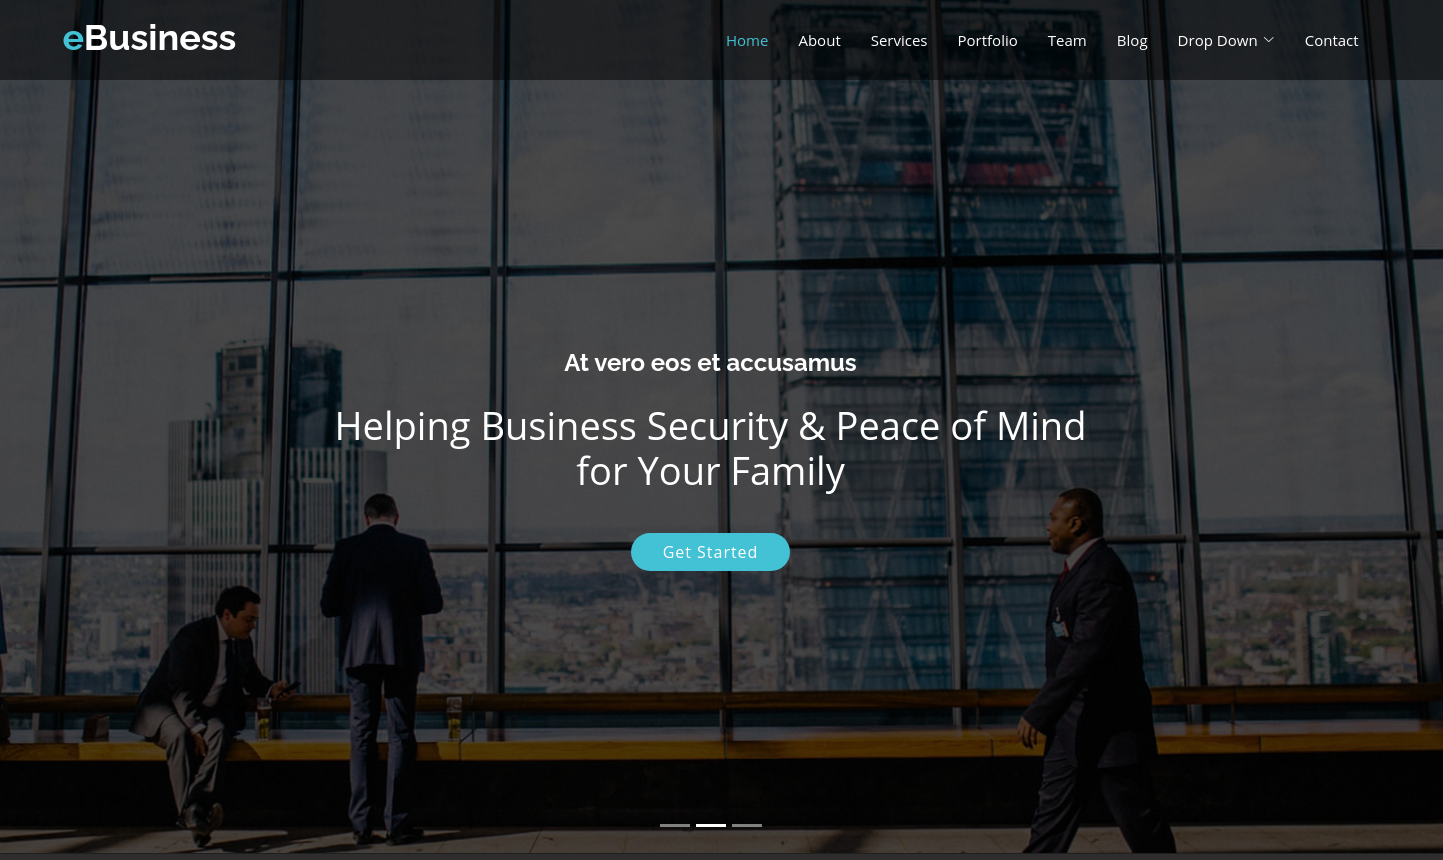 eBusiness
Home About Services Portfolio Team Blog Drop Down Contact
At vero eos et accusamus
Helping Business Security & Peace of Mind
for Your Family
Get Started